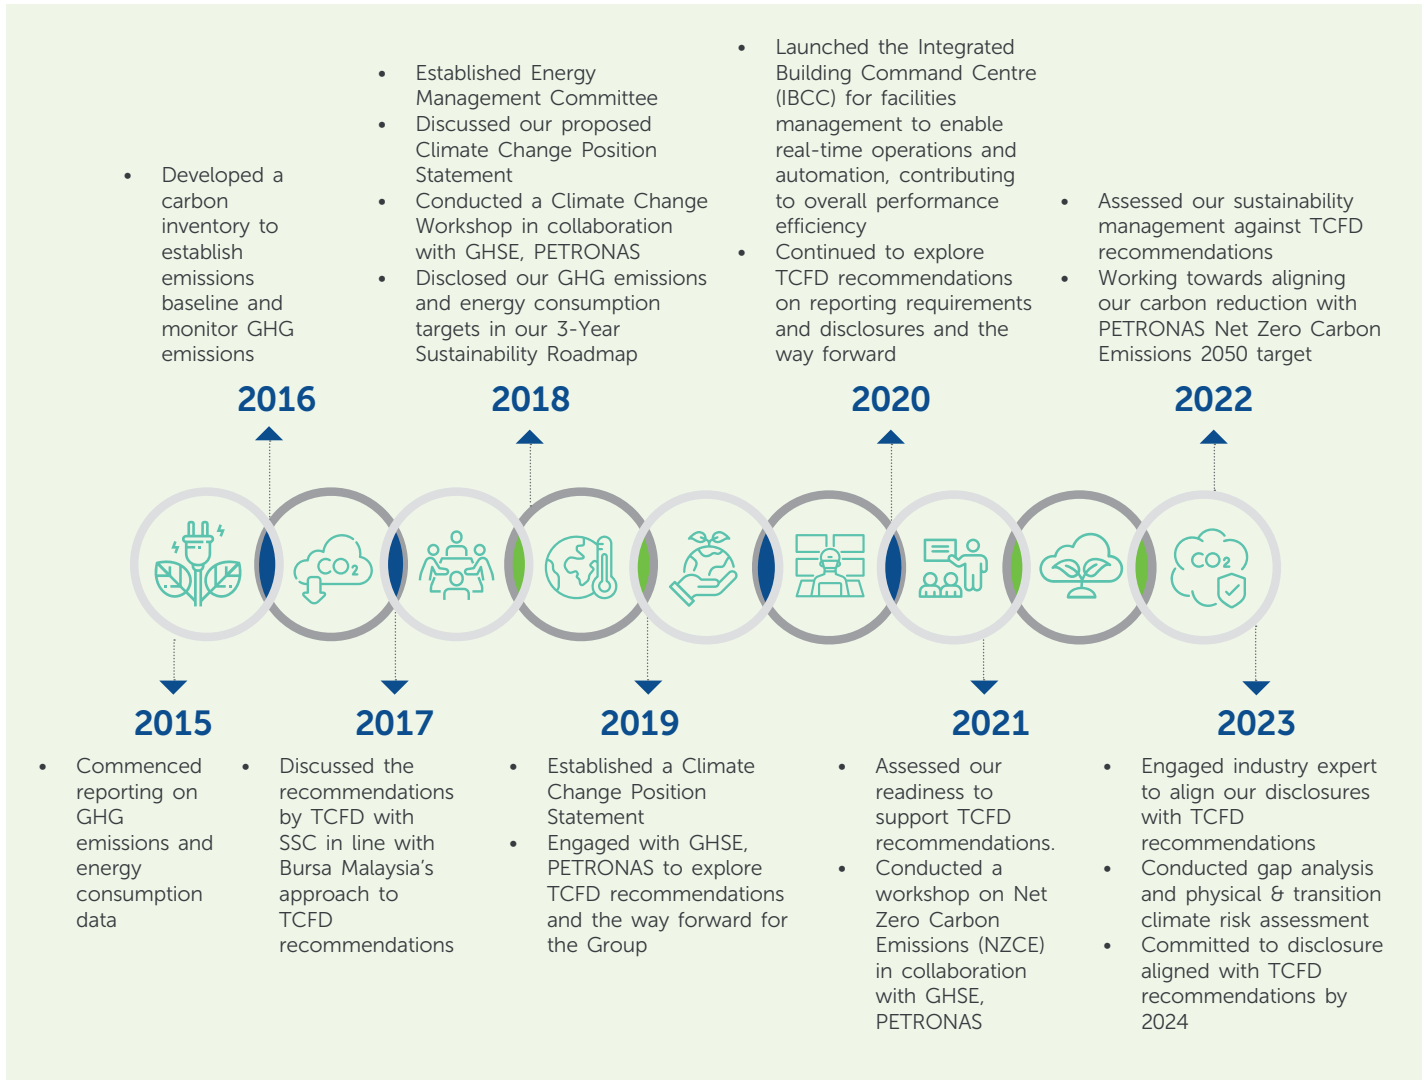 • Developed a
carbon
inventory to
establish
emissions
baseline and
monitor GHG
emissions
2016
• Established Energy
Management Committee
• Discussed our proposed
Climate Change Position
Statement
• Conducted a Climate Change
Workshop in collaboration
with GHSE, PETRONAS
• Disclosed our GHG emissions
and energy consumption
targets in our 3-Year
Sustainability Roadmap
2018
• Launched the Integrated
Building Command Centre
(IBCC) for facilities
management to enable
real-time operations and
automation, contributing
to overall performance
efficiency
• Continued to explore
TCFD recommendations
on reporting requirements
and disclosures and the
way forward
2020
• Assessed our sustainability
management against TCFD
recommendations
• Working towards aligning
our carbon reduction with
PETRONAS Net Zero Carbon
Emissions 2050 target
2022
CO2
CO2
2015
• Commenced
reporting on
GHG
emissions and
energy
consumption
data
2017
• Discussed the
recommendations
by TCFD with
SSC in line with
Bursa Malaysia’s
approach to
TCFD
recommendations
2019
• Established a Climate
Change Position
Statement
• Engaged with GHSE,
PETRONAS to explore
TCFD recommendations
and the way forward for
the Group
2021
• Assessed our
readiness to
support TCFD
recommendations.
• Conducted a
workshop on Net
Zero Carbon
Emissions (NZCE)
in collaboration
with GHSE,
PETRONAS
2023
• Engaged industry expert
to align our disclosures
with TCFD
recommendations
• Conducted gap analysis
and physical & transition
climate risk assessment
• Committed to disclosure
aligned with TCFD
recommendations by
2024